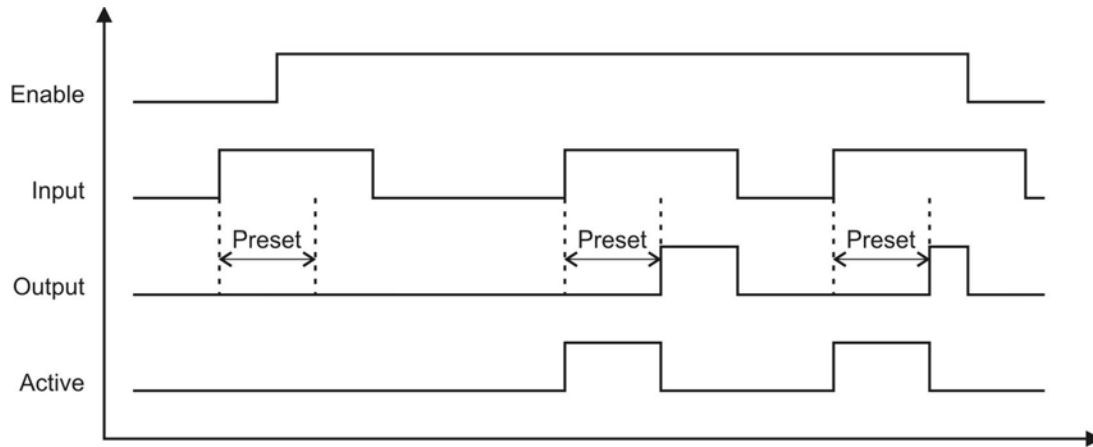 Enable
Input
Preset Preset Preset
Output
Active